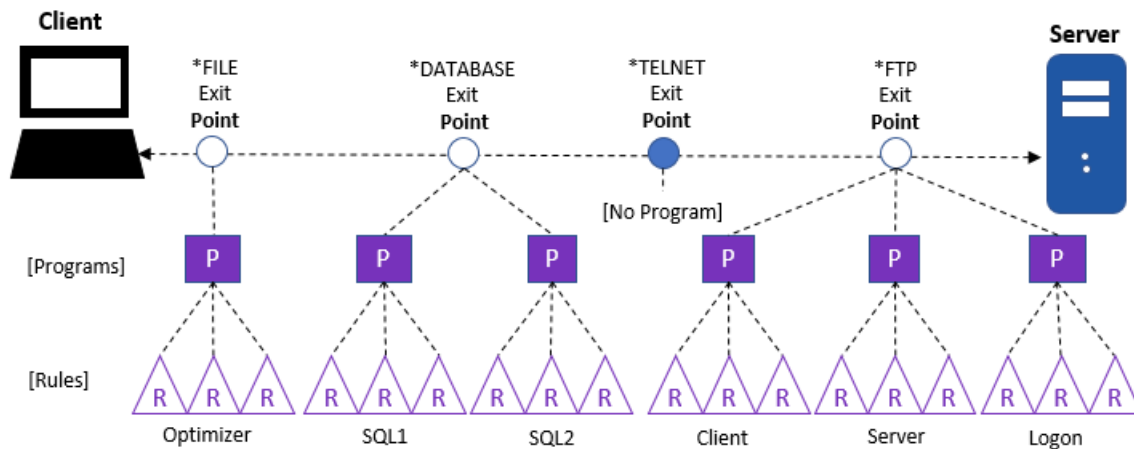 Client
Server
*FILE
Exit
Point
*DATABASE
Exit
Point
*TELNET
Exit
Point
*FTP
Exit
Point
[No Program]
[Programs]
P P P P P P
[Rules]
R R R R R R R R R R R R R R R R R R
Optimizer SQL1 SQL2 Client Server Logon